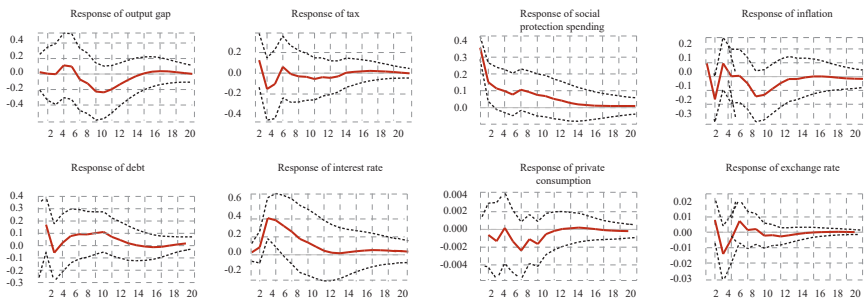 Response of output gap
0.4
0.2
0.0
-0.2
-0.4
2 4 6 8 10 12 14 16 18 20
Response of tax
0.2
0.0
-0.2
-0.4
2 4 6 8 10 12 14 16 18 20
Response of social
protection spending
0.4
0.3
0.2
0.1
0.0
2 4 6 8 10 12 14 16 18 20
Response of inflation
0.2
0.1
0.0
-0.1
-0.2
-0.3
2 4 6 8 10 12 14 16 18 20
Response of debt
0.4
0.3
0.2
0.1
0.0
-0.1
-0.2
-0.3
2 4 6 8 10 12 14 16 18 20
Response of interest rate
0.6
0.4
0.2
0.0
-0.2
2 4 6 8 10 12 14 16 18 20
Response of private
consumption
0.004
0.002
0.000
-0.002
-0.004
2 4 6 8 10 12 14 16 18 20
Response of exchange rate
0.02
0.01
0.00
-0.01
-0.02
-0.03
2 4 6 8 10 12 14 16 18 20